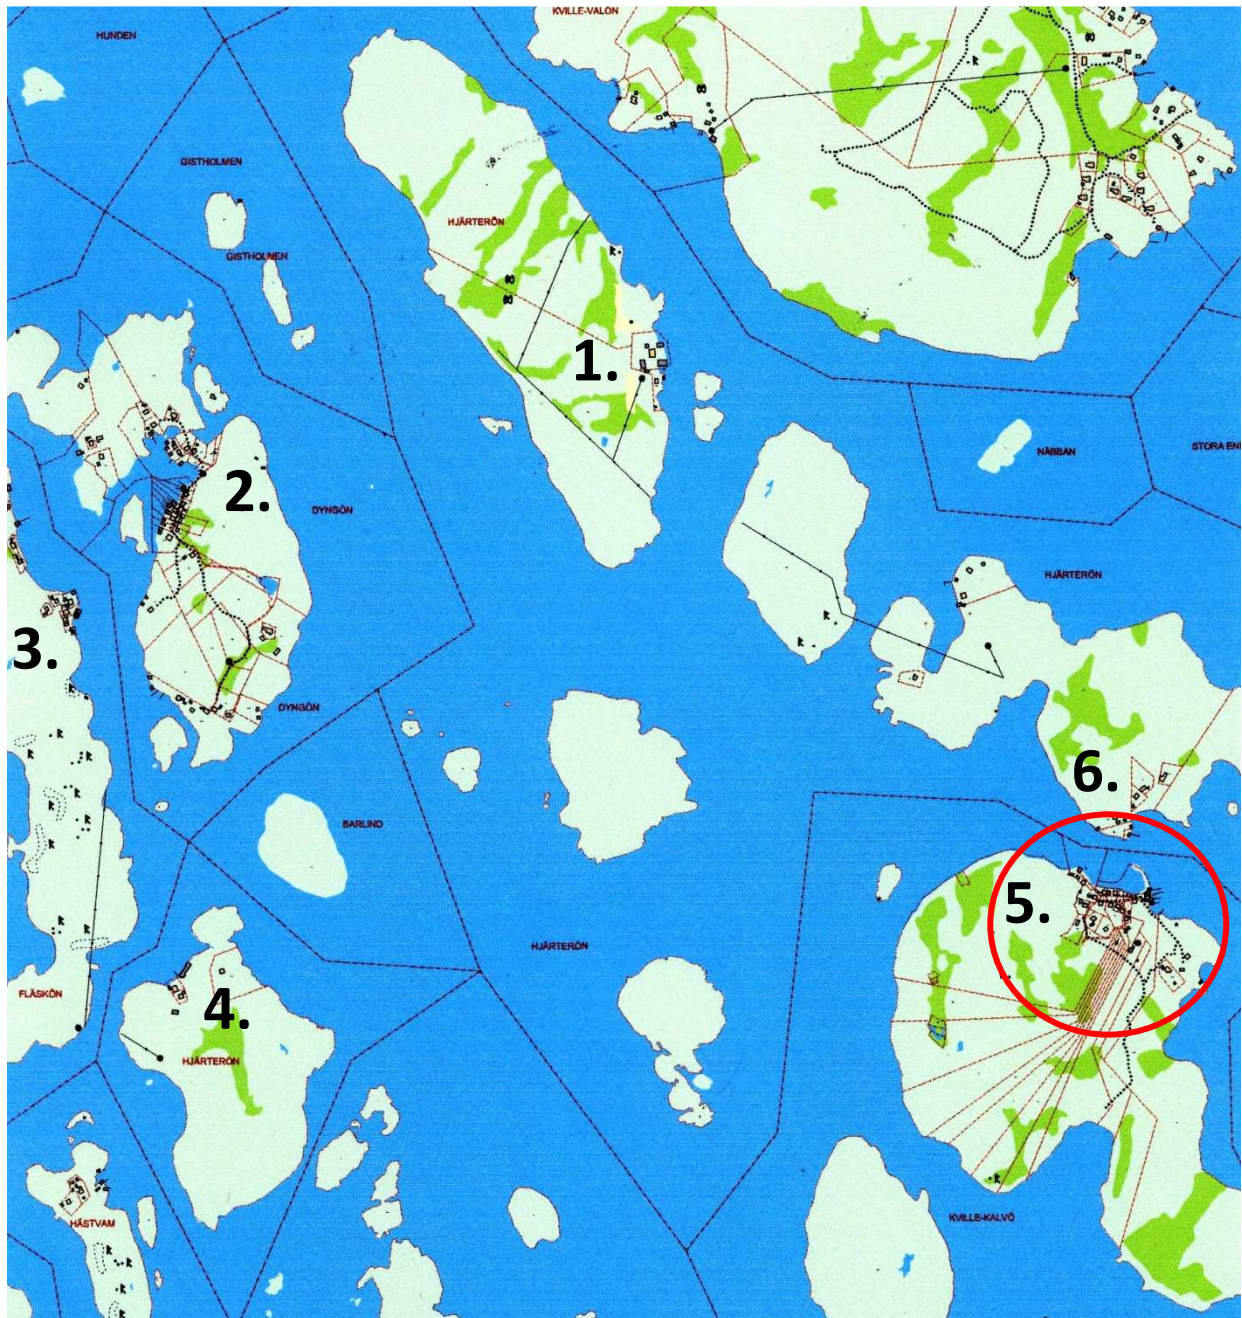 KVILLE-VALÖN
HUNDEN
GISTHOLMEN
HJÄRTERÖN
R
R
GISTHOLMEN
1.
NÄBBAN
STORA EN
2.
DYNGÖN
HJÄRTERÖN
R
R
3.
R
DYNGÖN
R
R
6.
R
BARLIND
R
5.
R
R
HJÄRTERÖN
FLÄSKÖN
4.
HJÄRTERÖN
R
HÄSTVAM
KVILLE-KALVÖ
R
R
R